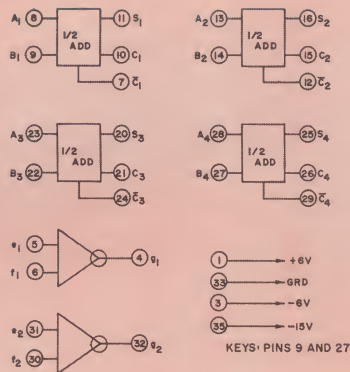 A1 8 11 S1
1/2
ADD
B1 9 10 C1
7 C̅1
A2 13 16 S2
1/2
ADD
B2 14 15 C2
12 C̅2
A3 23 20 S3
1/2
ADD
B3 22 21 C3
24 C̅3
A4 28 25 S4
1/2
ADD
B4 27 26 C4
29 C̅4
e1 5
4 g1
f1 6
e2 31
32 g2
f2 30
1 +6V
33 GRD
3 -6V
35 -15V
KEYS: PINS 9 AND 27